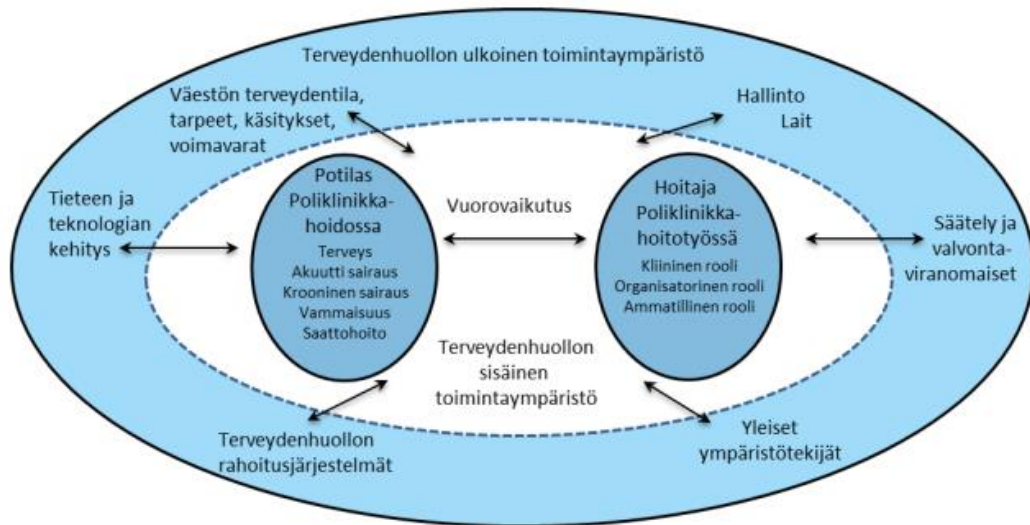 Terveydenhuollon ulkoinen toimintaympäristö
Väestön terveydentila,
tarpeet, käsitykset,
voimavarat
Hallinto
Lait
Tieteen ja
teknologian
kehitys
Potilas
Poliklinikka-
hoidossa
Terveys
Akuutti sairaus
Krooninen sairaus
Vammaisuus
Saattohoito
Vuorovaikutus
Hoitaja
Poliklinikka-
hoitotyössä
Kliininen rooli
Organisatorinen rooli
Ammatillinen rooli
Säätely ja
valvonta-
viranomaiset
Terveydenhuollon
sisäinen
toimintaympäristö
Terveydenhuollon
rahoitusjärjestelmät
Yleiset
ympäristötekijät